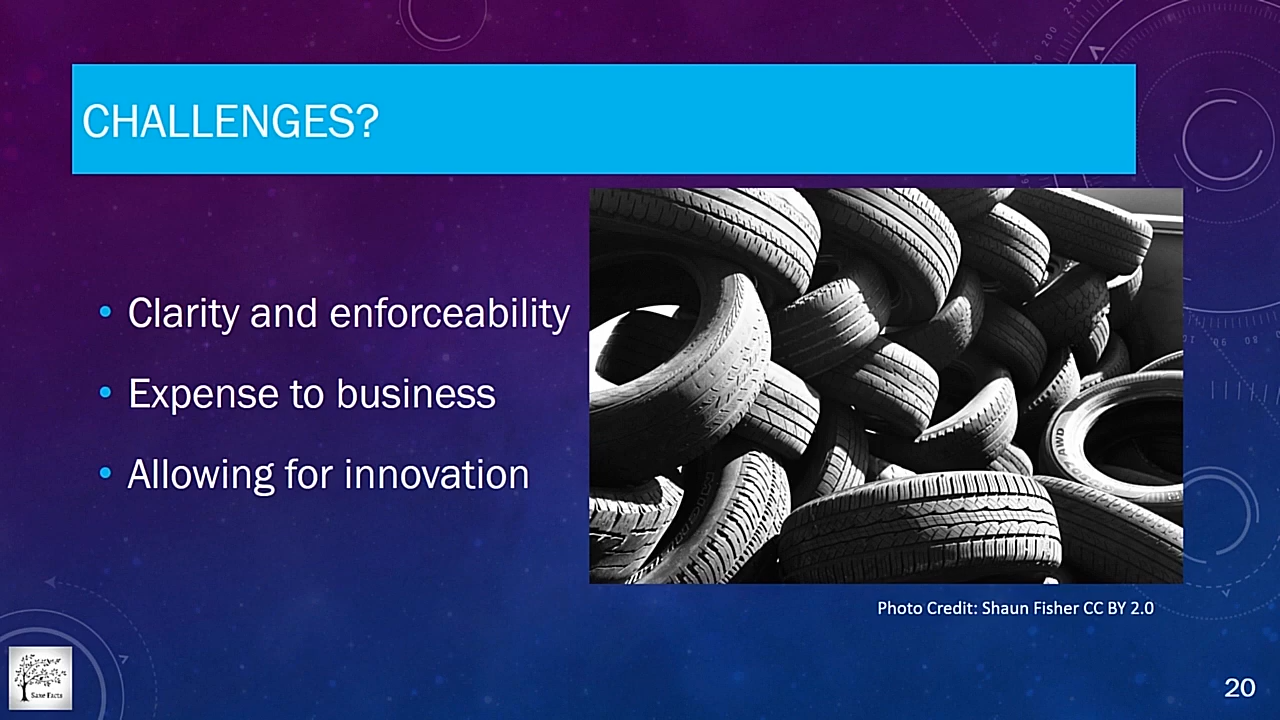 CHALLENGES?
• Clarity and enforceability
• Expense to business
• Allowing for innovation
Photo Credit: Shaun Fisher CC BY 2.0
Sane Facts
20